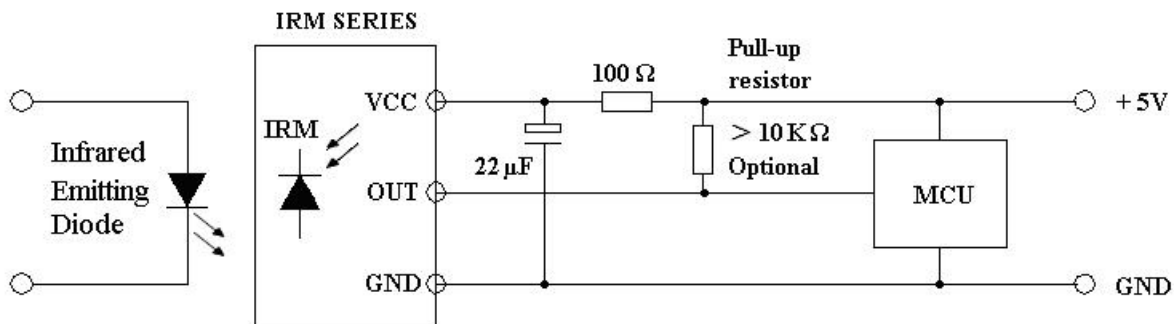 IRM SERIES
Pull-up
resistor
100 Ω
VCC
+5V
IRM
> 10 K Ω
Optional
22 µF
Infrared
Emitting
Diode
OUT
MCU
GND
GND